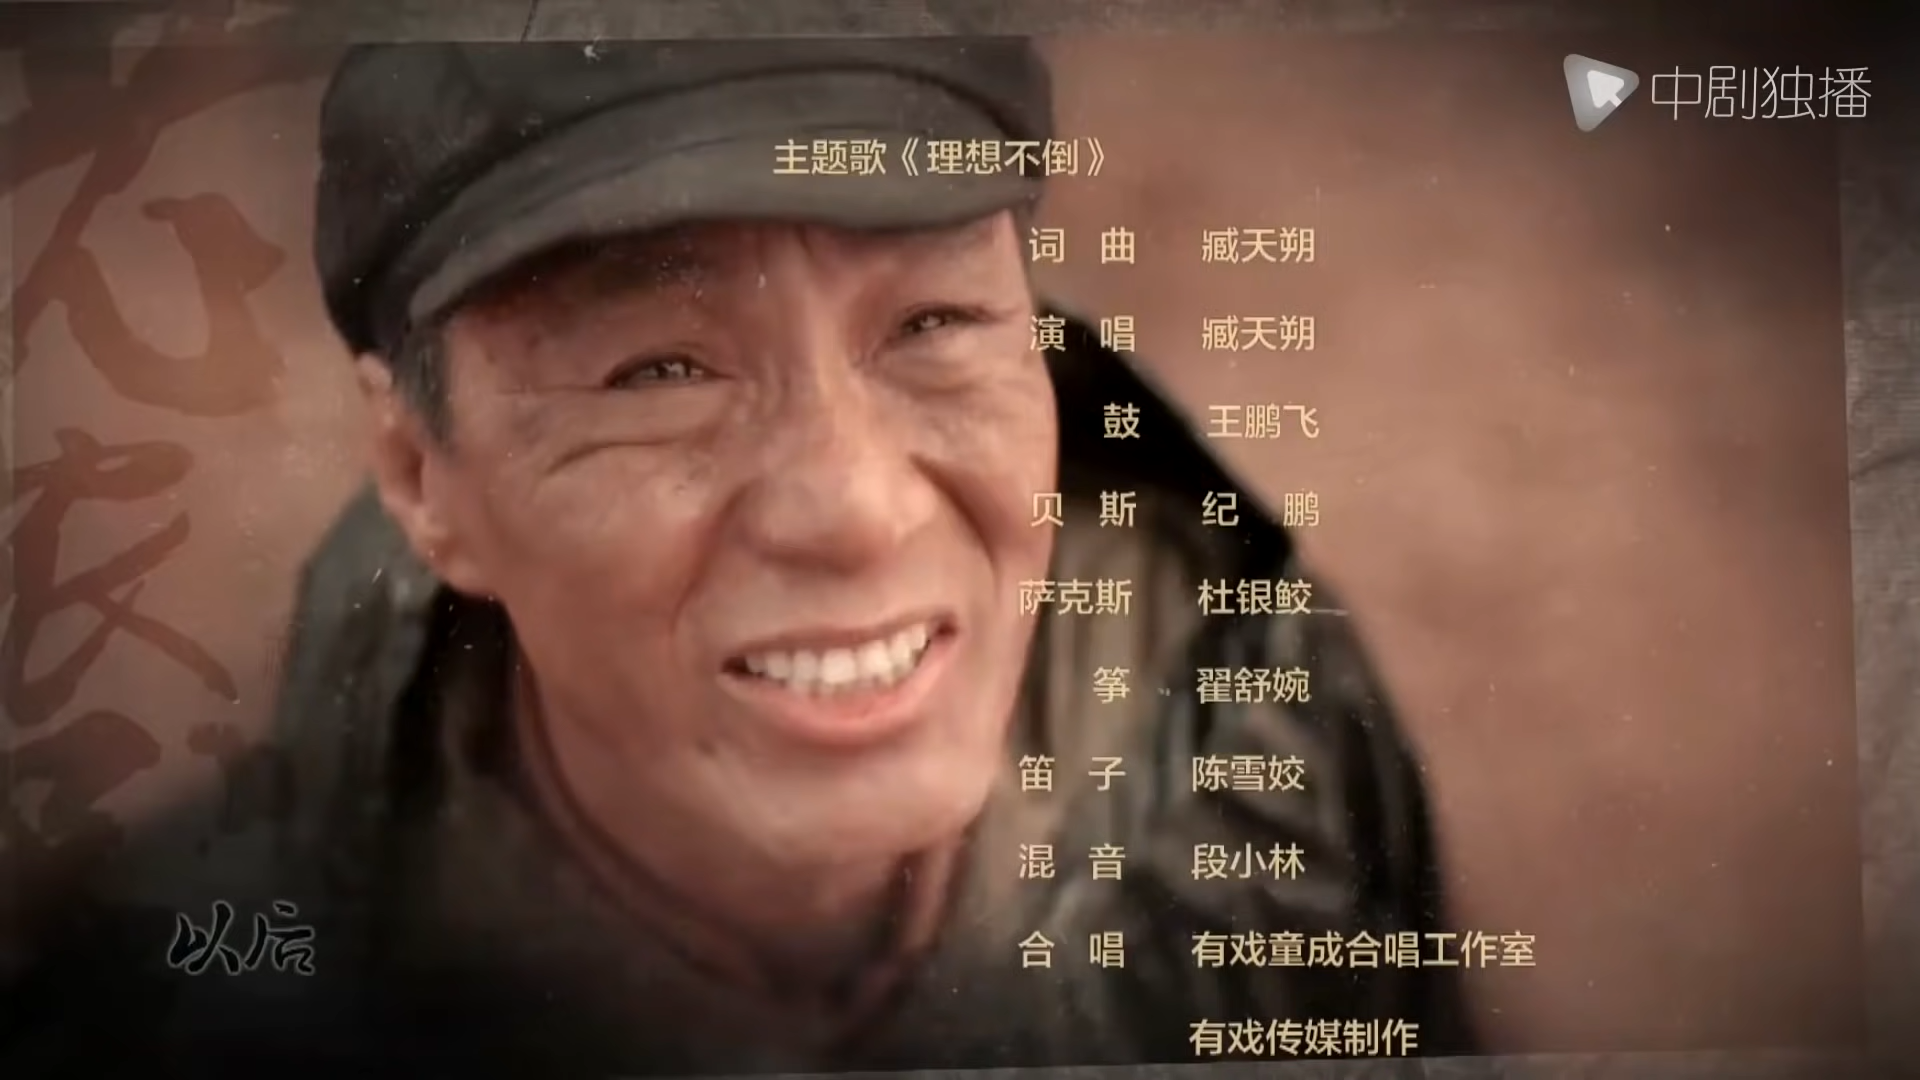 中剧独播
主题歌《理想不倒》
词 曲 臧天朔
演 唱 臧天朔
鼓 王鹏飞
贝 斯 纪 鹏
萨克斯 杜银鲛
筝 翟舒婉
笛 子 陈雪姣
混 音 段小林
合 唱 有戏童成合唱工作室
有戏传媒制作
以后